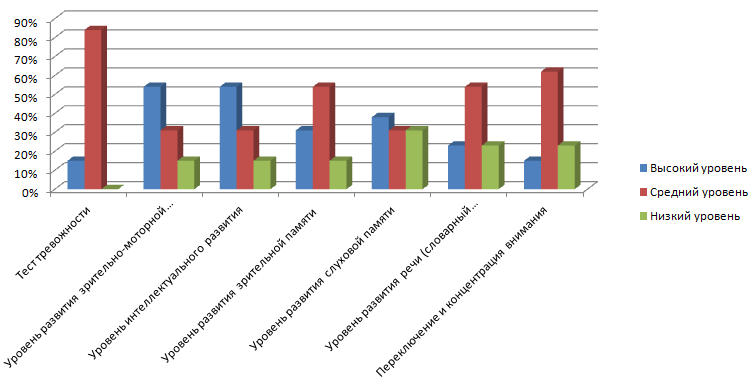 90%
80%
70%
60%
50%
40%
30%
20%
10%
0%
Тест тревожности
Уровень развития зрительно-моторной...
Уровень интеллектуального развития
Уровень развития зрительной памяти
Уровень развития слуховой памяти
Уровень развития речи (словарный...
Переключение и концентрация внимания
Высокий уровень
Средний уровень
Низкий уровень